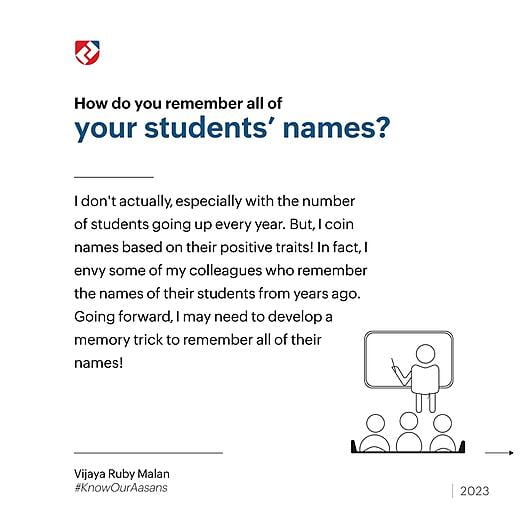 How do you remember all of
your students’ names?
I don't actually, especially with the number
of students going up every year. But, I coin
names based on their positive traits! In fact, I
envy some of my colleagues who remember
the names of their students from years ago.
Going forward, I may need to develop a
memory trick to remember all of their
names!
Vijaya Ruby Malan
#KnowOurAasans
2023